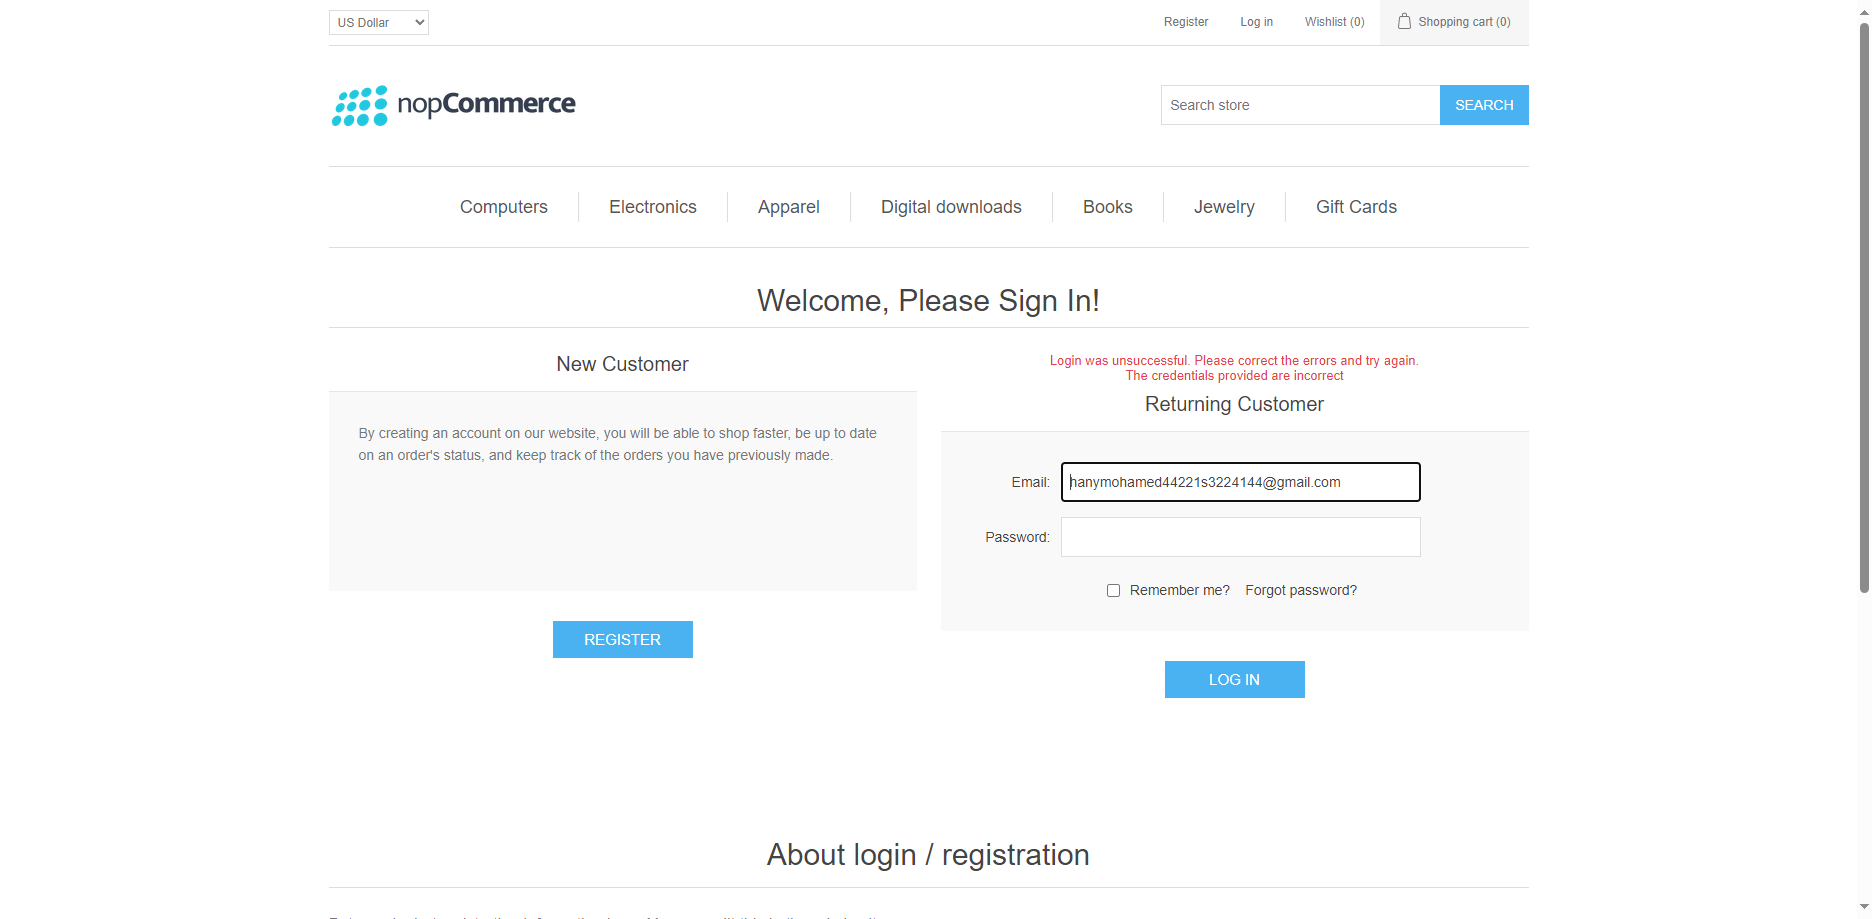 US Dollar
Register
Log in
Wishlist (0)
Shopping cart (0)
nopCommerce
Search store
SEARCH
Computers
Electronics
Apparel
Digital downloads
Books
Jewelry
Gift Cards
Welcome, Please Sign In!
New Customer
By creating an account on our website, you will be able to shop faster, be up to date
on an order's status, and keep track of the orders you have previously made.
REGISTER
Login was unsuccessful. Please correct the errors and try again.
The credentials provided are incorrect
Returning Customer
Email:
hanymohamed44221s3224144@gmail.com
Password:
Remember me?
Forgot password?
LOG IN
About login / registration